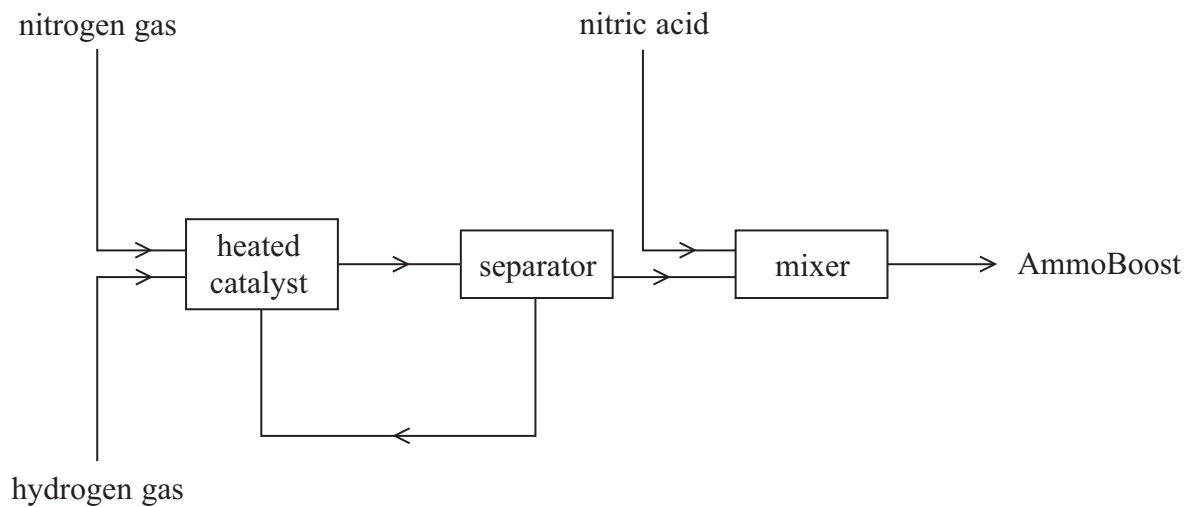 nitrogen gas
nitric acid
heated
catalyst
separator
mixer
AmmoBoost
hydrogen gas